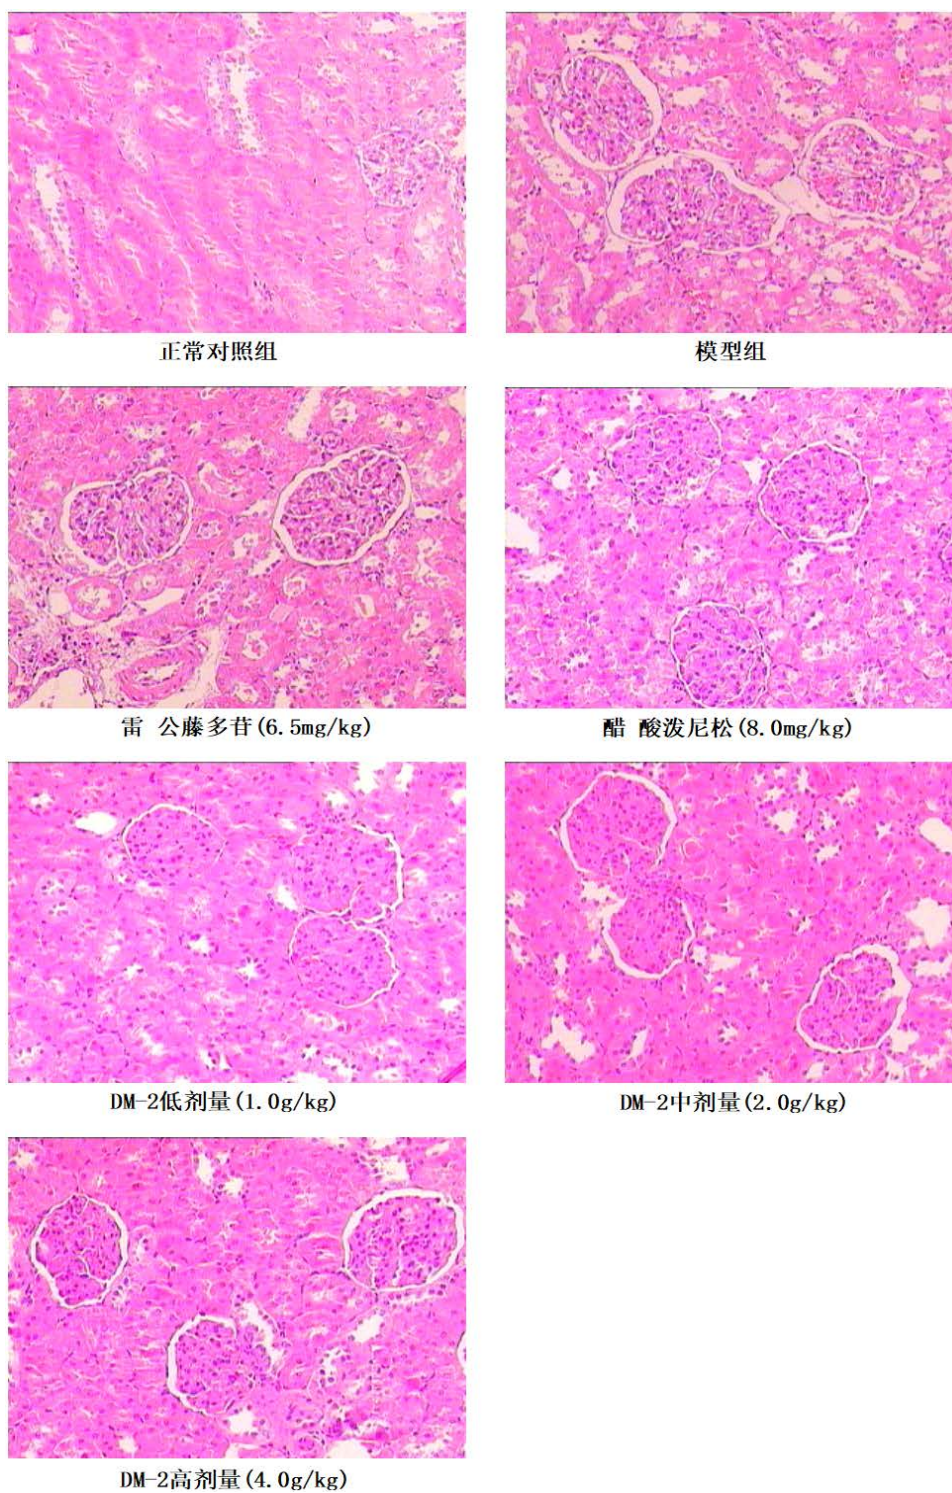 正常对照组
模型组
雷 公藤多苷(6.5mg/kg)
醋 酸泼尼松(8.0mg/kg)
DM-2低剂量(1.0g/kg)
DM-2中剂量(2.0g/kg)
DM-2高剂量(4.0g/kg)